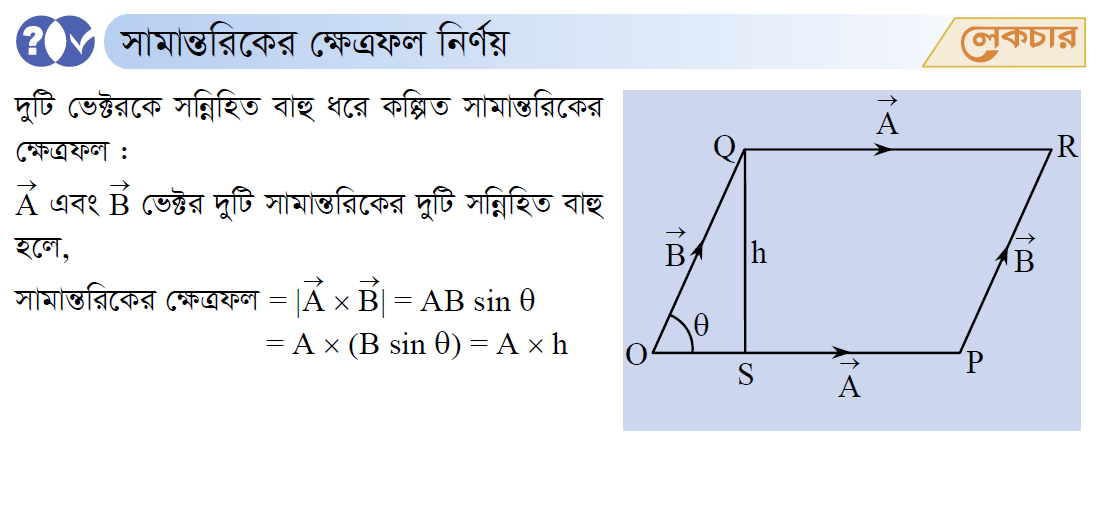 সামান্তরিকের ক্ষেত্রফল নির্ণয়
লেকচার
দুটি ভেক্টরকে সন্নিহিত বাহু ধরে কল্পিত সামান্তরিকের
ক্ষেত্রফল :
A⃗ এবং B⃗ ভেক্টর দুটি সামান্তরিকের দুটি সন্নিহিত বাহু
হলে,
সামান্তরিকের ক্ষেত্রফল = |A⃗ × B⃗| = AB sin θ
= A × (B sin θ) = A × h
A⃗
Q
R
B⃗
h
B⃗
θ
O
S
A⃗
P